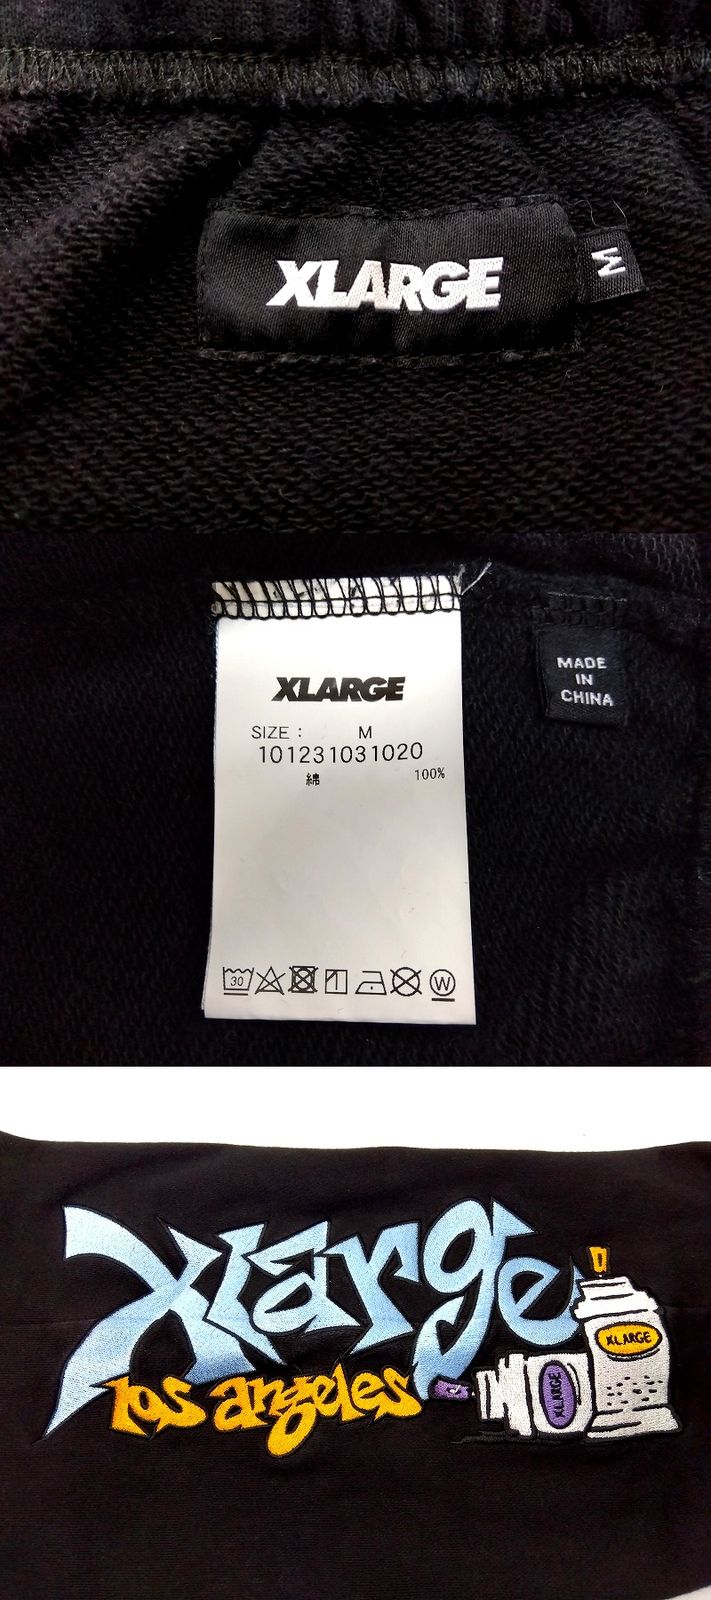 XLARGE
M
XLARGE
SIZE : M
101231031020
綿 100%
30
W
MADE
IN
CHINA
Xlarge
los angeles
XLARGE
XLARGE